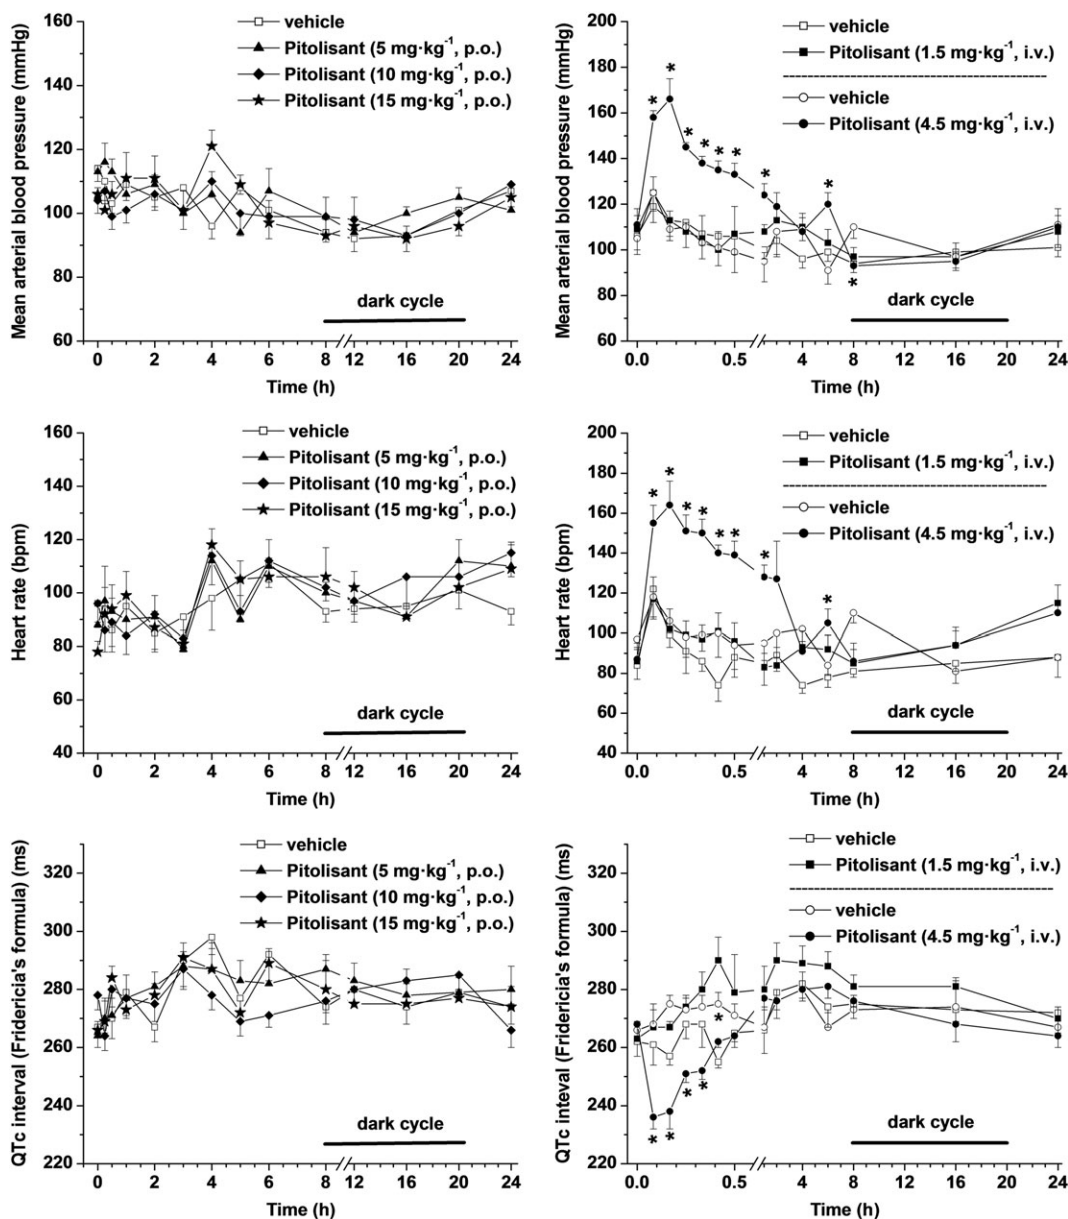 Mean arterial blood pressure (mmHg)
160
140
120
100
80
60
vehicle
Pitolisant (5 mg·kg⁻¹, p.o.)
Pitolisant (10 mg·kg⁻¹, p.o.)
Pitolisant (15 mg·kg⁻¹, p.o.)
dark cycle
0 2 4 6 8 12 16 20 24
Time (h)
Mean arterial blood pressure (mmHg)
200
180
160
140
120
100
80
60
vehicle
Pitolisant (1.5 mg·kg⁻¹, i.v.)
vehicle
Pitolisant (4.5 mg·kg⁻¹, i.v.)
* * * * * * * * *
dark cycle
0.0 0.5 4 8 12 16 20 24
Time (h)
Heart rate (bpm)
160
140
120
100
80
60
40
vehicle
Pitolisant (5 mg·kg⁻¹, p.o.)
Pitolisant (10 mg·kg⁻¹, p.o.)
Pitolisant (15 mg·kg⁻¹, p.o.)
dark cycle
0 2 4 6 8 12 16 20 24
Time (h)
Heart rate (bpm)
200
180
160
140
120
100
80
60
40
vehicle
Pitolisant (1.5 mg·kg⁻¹, i.v.)
vehicle
Pitolisant (4.5 mg·kg⁻¹, i.v.)
* * * * * * * *
dark cycle
0.0 0.5 4 8 12 16 20 24
Time (h)
QTc interval (Fridericia's formula) (ms)
320
300
280
260
240
220
vehicle
Pitolisant (5 mg·kg⁻¹, p.o.)
Pitolisant (10 mg·kg⁻¹, p.o.)
Pitolisant (15 mg·kg⁻¹, p.o.)
dark cycle
0 2 4 6 8 12 16 20 24
Time (h)
QTc inteval (Fridericia's formula) (ms)
320
300
280
260
240
220
vehicle
Pitolisant (1.5 mg·kg⁻¹, i.v.)
vehicle
Pitolisant (4.5 mg·kg⁻¹, i.v.)
* * * * *
dark cycle
0.0 0.5 4 8 12 16 20 24
Time (h)